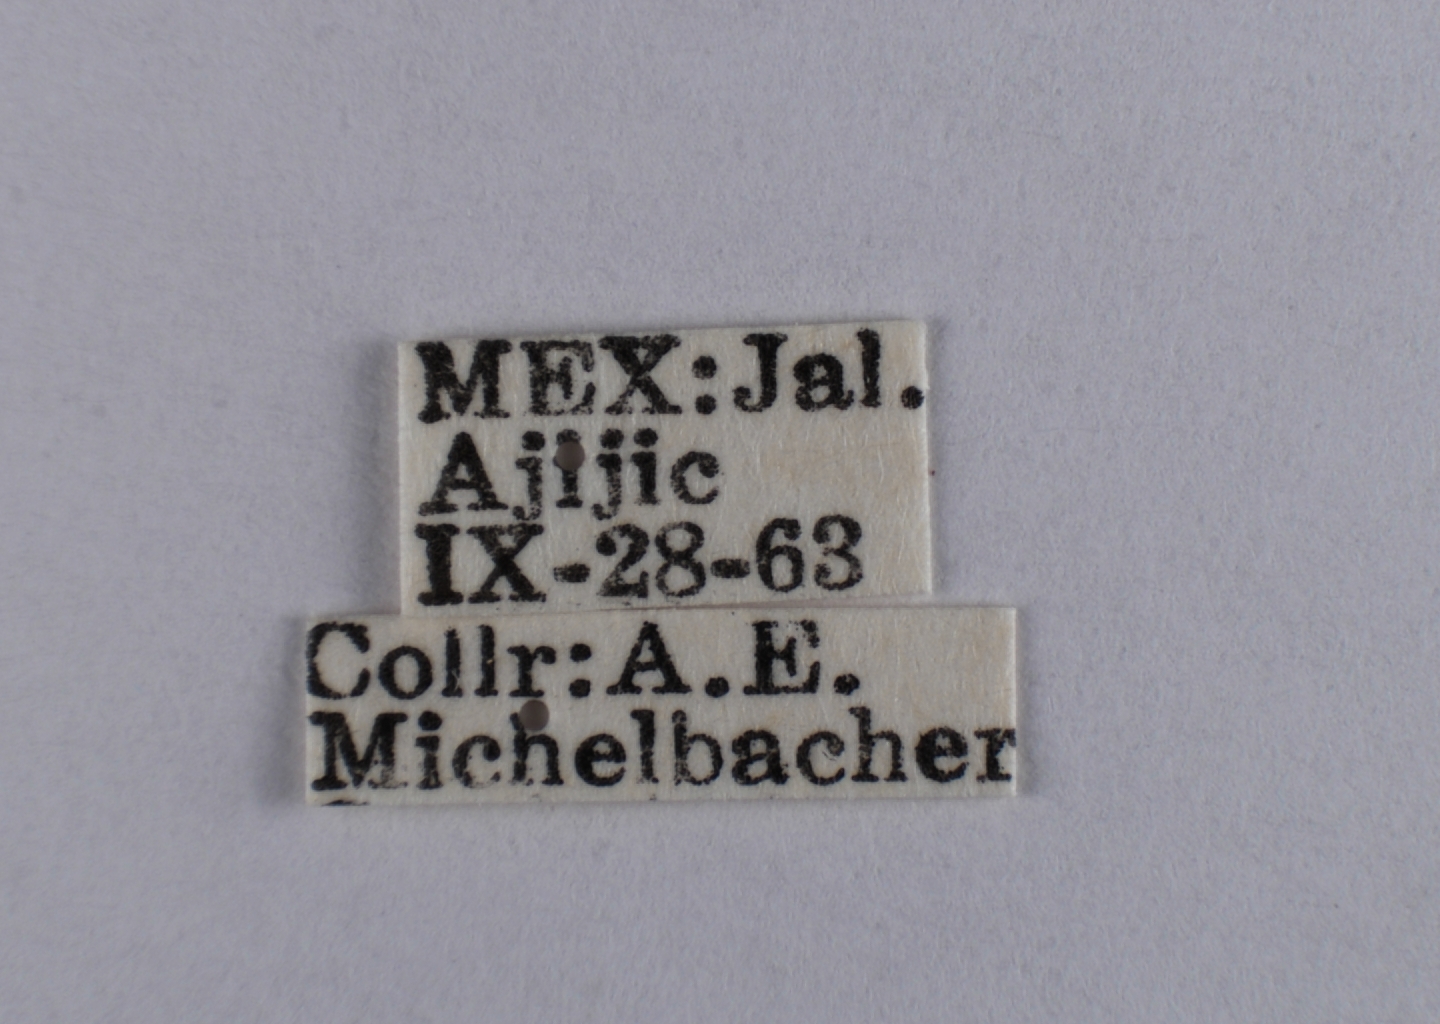 MEX:Jal.
Ajijic
IX-28-63
Collr:A.E.
Michelbacher